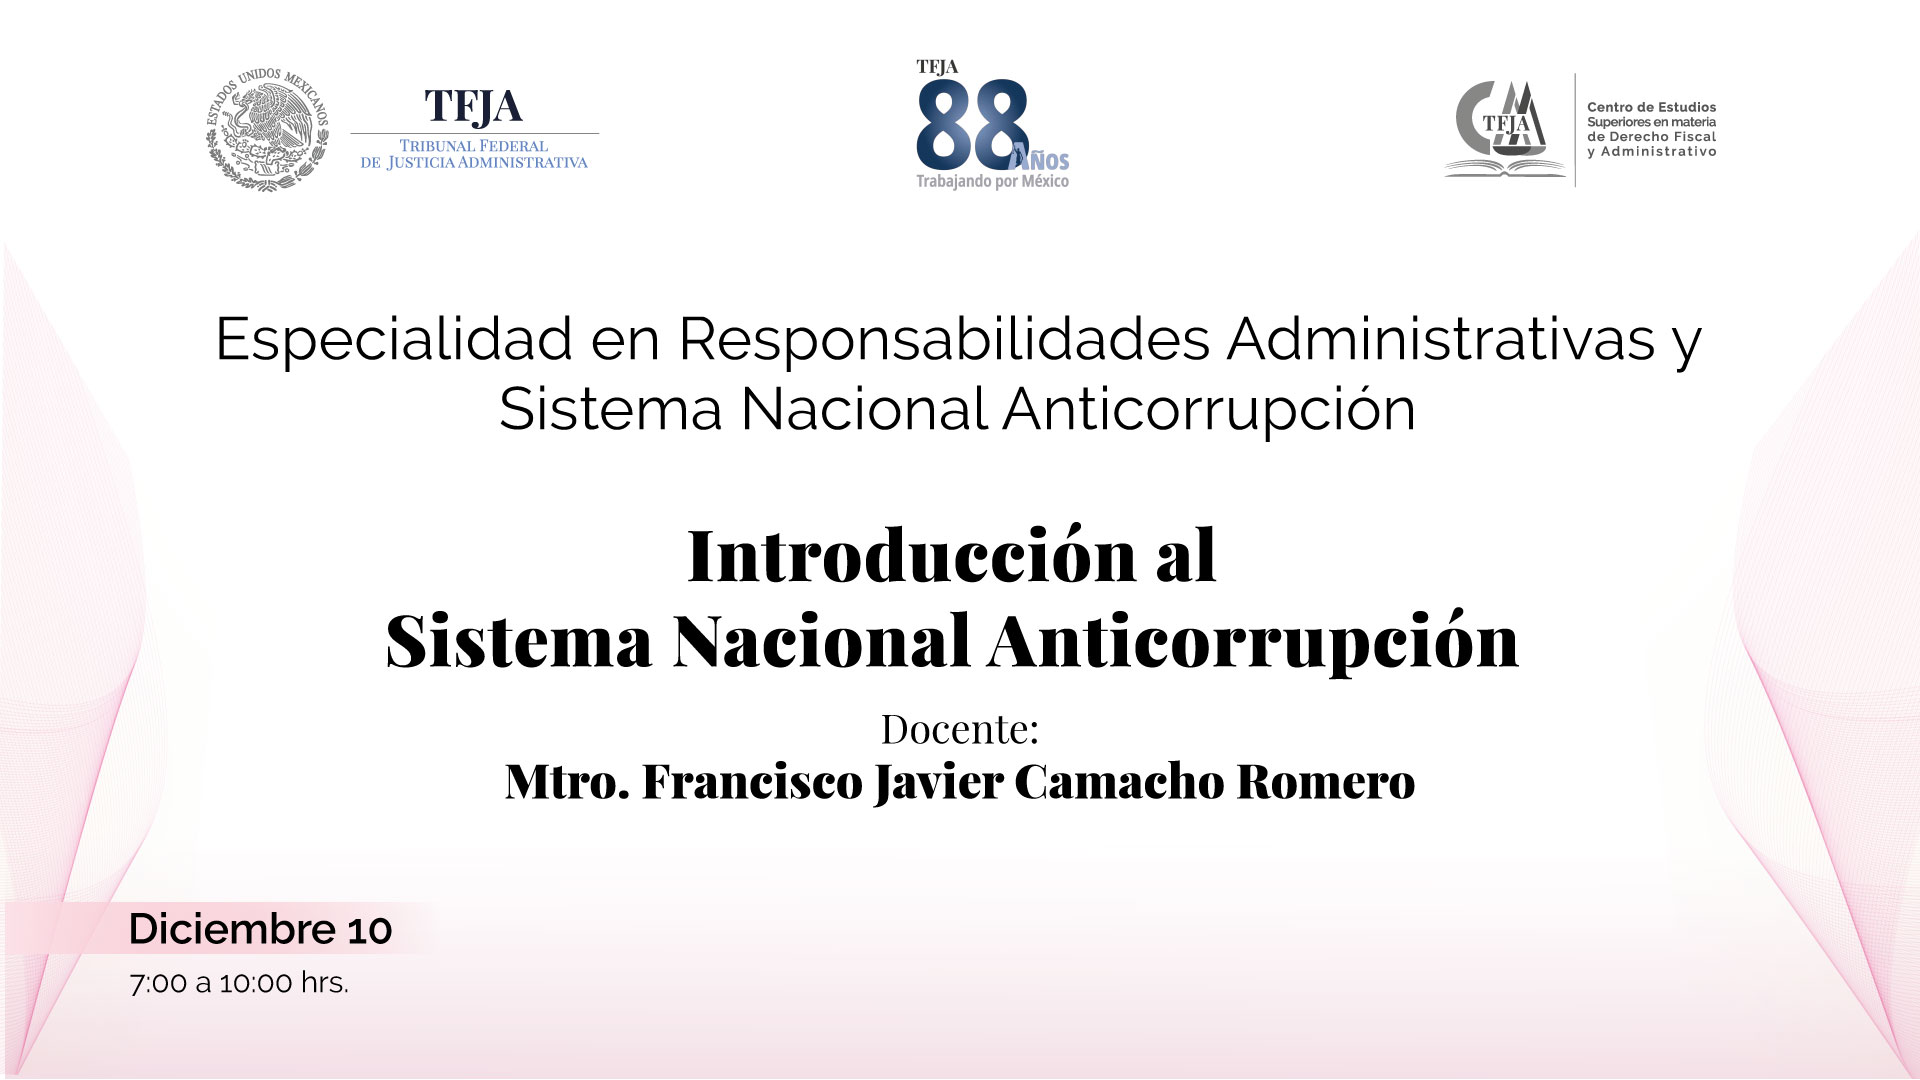 ESTADOS UNIDOS MEXICANOS
TFJA
TRIBUNAL FEDERAL
DE JUSTICIA ADMINISTRATIVA
TFJA
88
AÑOS
Trabajando por México
TFJA
Centro de Estudios
Superiores en materia
de Derecho Fiscal
y Administrativo
Especialidad en Responsabilidades Administrativas y
Sistema Nacional Anticorrupción
Introducción al
Sistema Nacional Anticorrupción
Docente:
Mtro. Francisco Javier Camacho Romero
Diciembre 10
7:00 a 10:00 hrs.